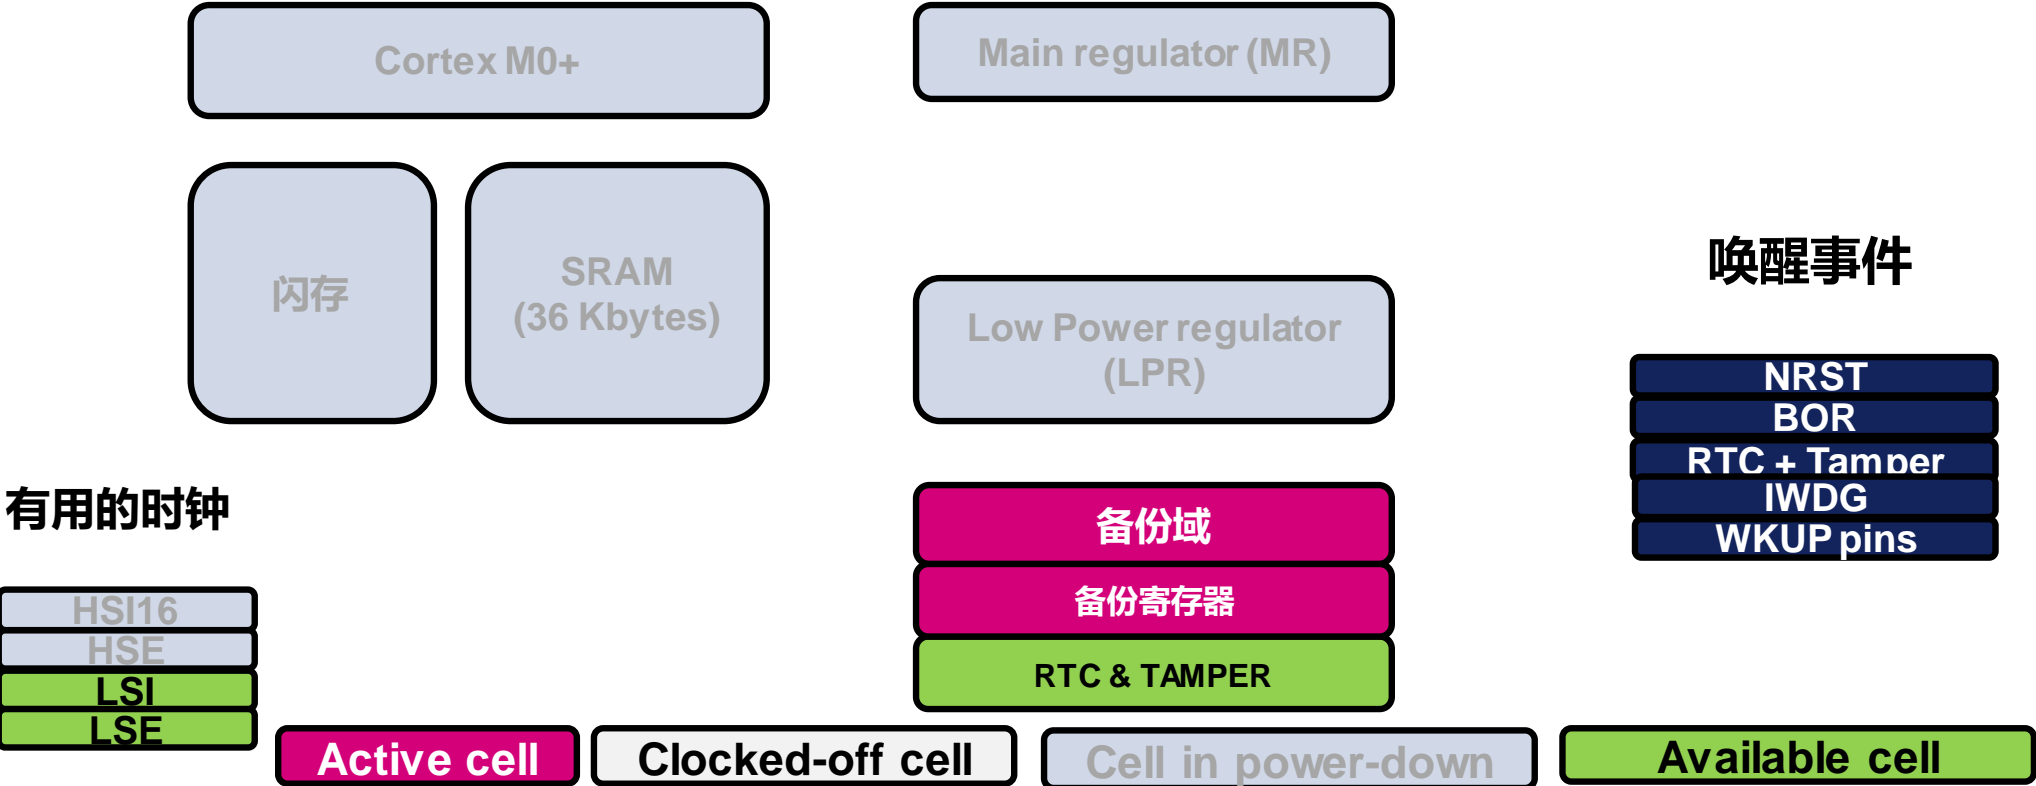 Cortex M0+
Main regulator (MR)
闪存
SRAM
(36 Kbytes)
Low Power regulator
(LPR)
唤醒事件
NRST
BOR
RTC + Tamper
IWDG
WKUP pins
有用的时钟
HSI16
HSE
LSI
LSE
备份域
备份寄存器
RTC & TAMPER
Active cell
Clocked-off cell
Cell in power-down
Available cell